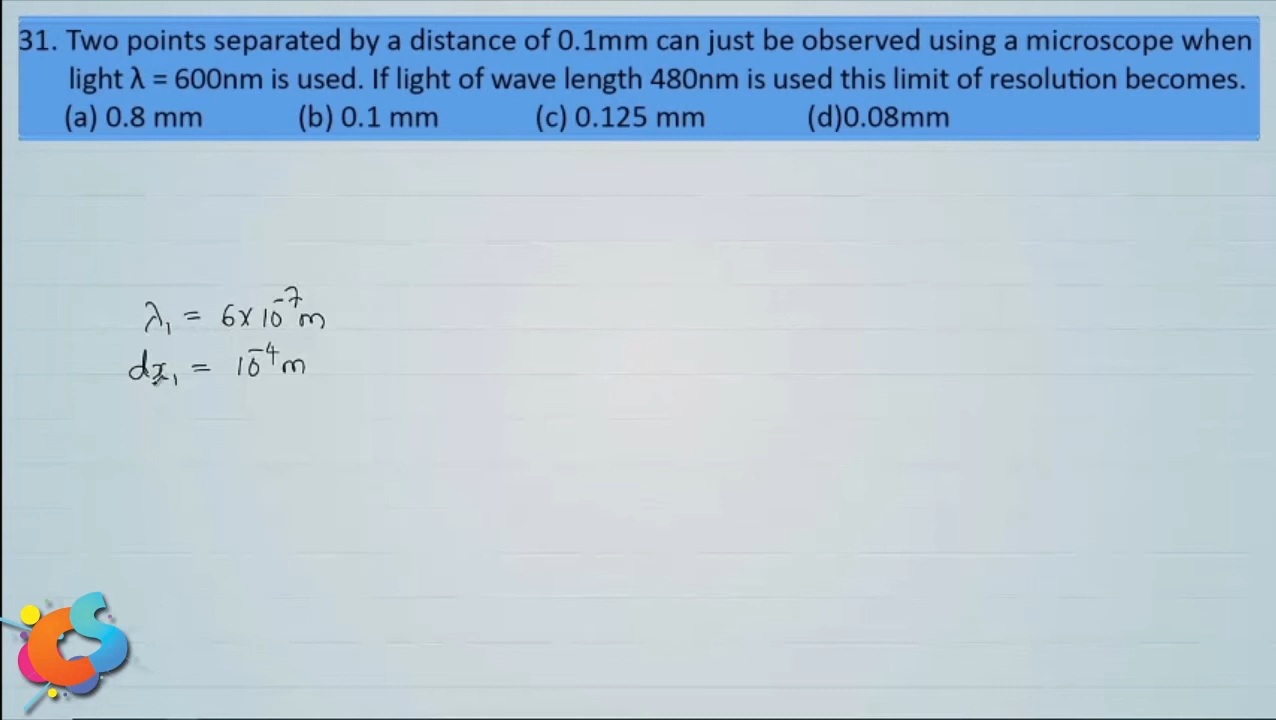 31. Two points separated by a distance of 0.1mm can just be observed using a microscope when
light λ = 600nm is used. If light of wave length 480nm is used this limit of resolution becomes.
(a) 0.8 mm (b) 0.1 mm (c) 0.125 mm (d)0.08mm
λ₁ = 6x10⁻⁷m
dx₁ = 10⁻⁴m
CS